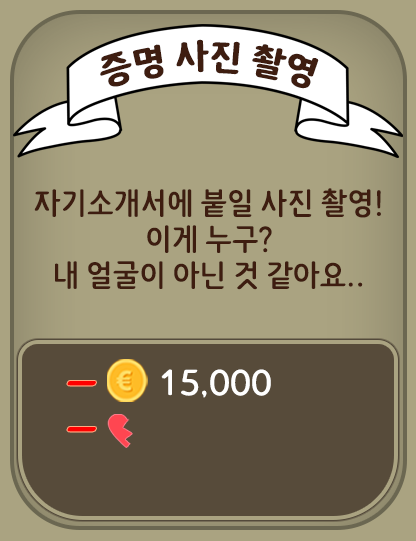 증명 사진 촬영
자기소개서에 붙일 사진 촬영!
이게 누구?
내 얼굴이 아닌 것 같아요..
- € 15,000
-